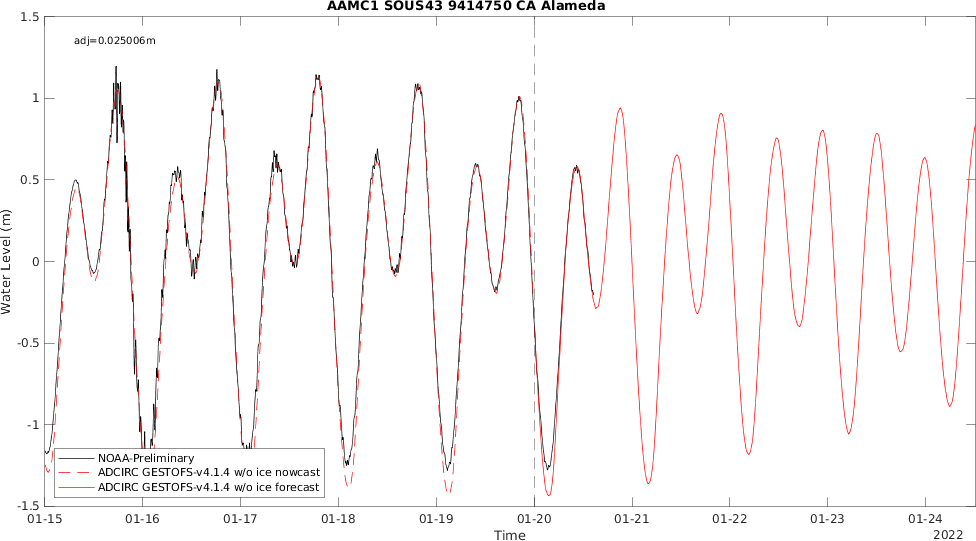 AAMC1 SOUS43 9414750 CA Alameda
adj=0.025006m
1.5
1
0.5
0
-0.5
-1
-1.5
Water Level (m)
NOAA-Preliminary
ADCIRC GESTOFS-v4.1.4 w/o ice nowcast
ADCIRC GESTOFS-v4.1.4 w/o ice forecast
01-15 01-16 01-17 01-18 01-19 01-20 01-21 01-22 01-23 01-24
Time
2022